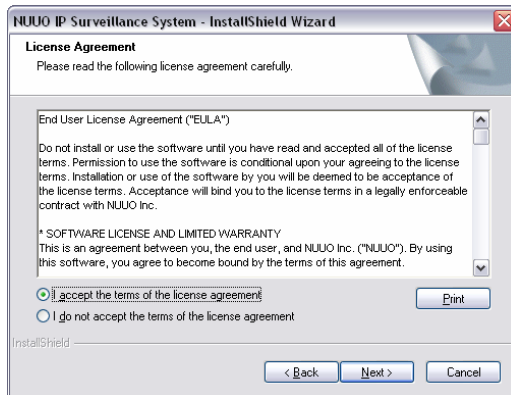 NUUO IP Surveillance System - InstallShield Wizard
License Agreement
Please read the following license agreement carefully.
End User License Agreement ("EULA")
Do not install or use the software until you have read and accepted all of the license
terms. Permission to use the software is conditional upon your agreeing to the license
terms. Installation or use of the software by you will be deemed to be acceptance of
the license terms. Acceptance will bind you to the license terms in a legally enforceable
contract with NUUO Inc.
* SOFTWARE LICENSE AND LIMITED WARRANTY
This is an agreement between you, the end user, and NUUO Inc. ("NUUO"). By using
this software, you agree to become bound by the terms of this agreement.
I accept the terms of the license agreement
Print
I do not accept the terms of the license agreement
InstallShield
< Back
Next >
Cancel